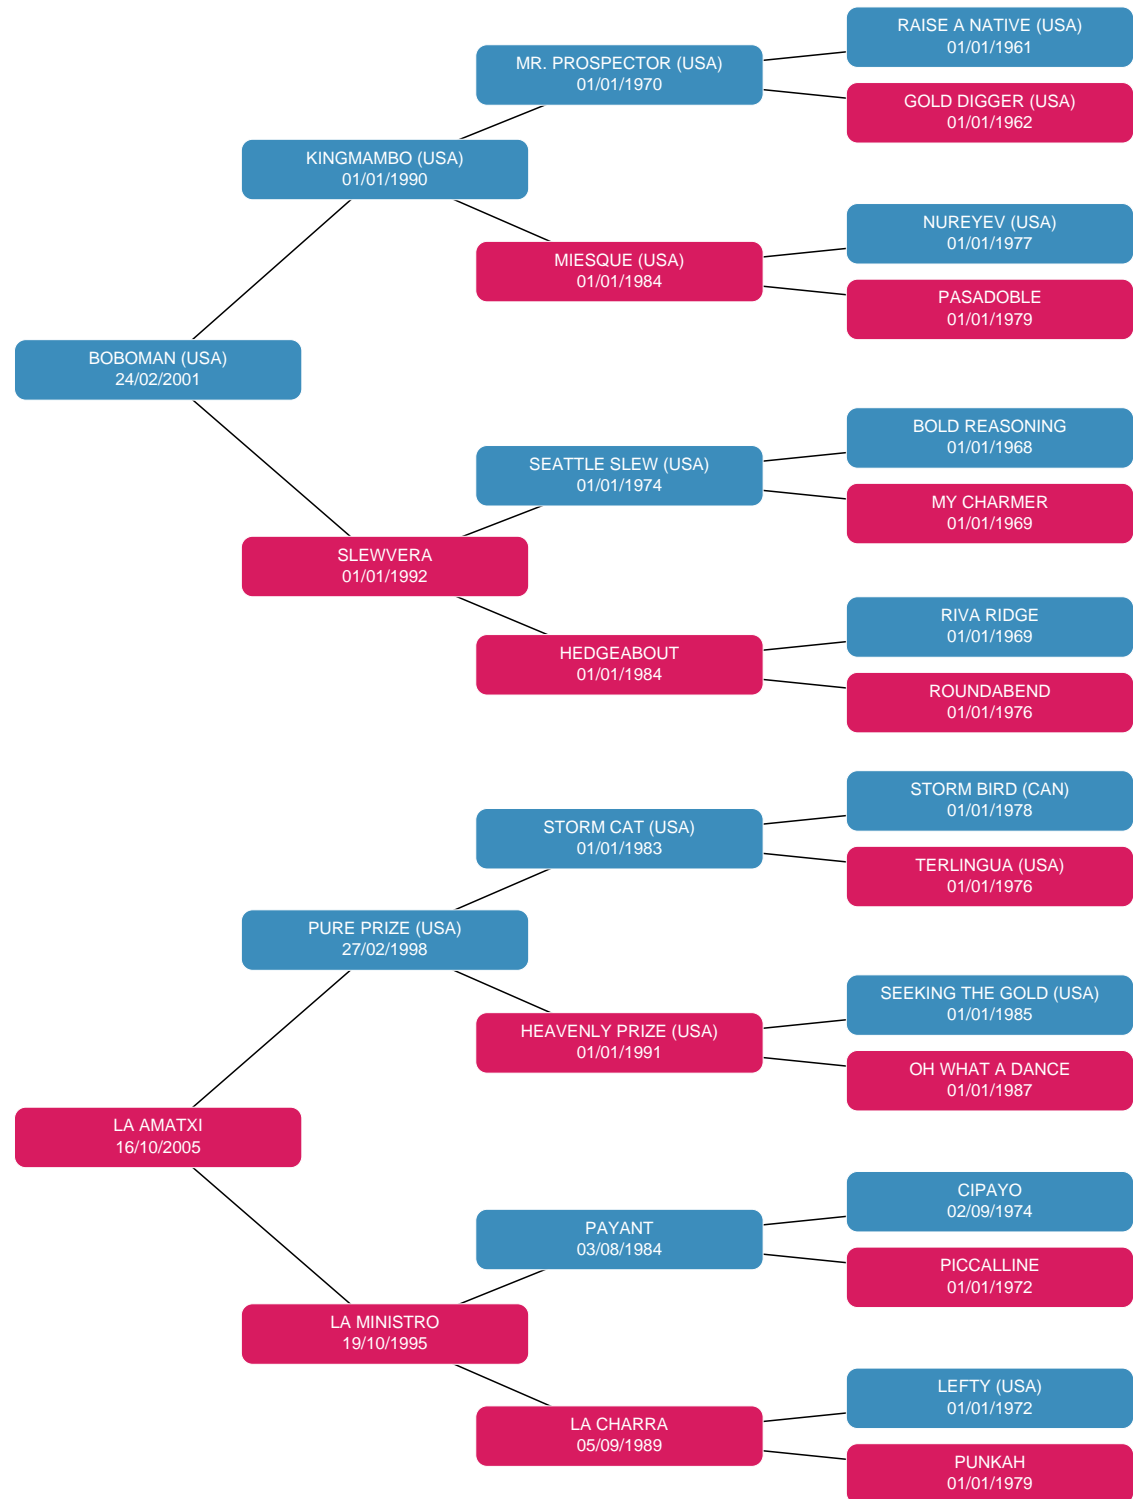 RAISE A NATIVE (USA)
01/01/1961
MR. PROSPECTOR (USA)
01/01/1970
GOLD DIGGER (USA)
01/01/1962
KINGMAMBO (USA)
01/01/1990
NUREYEV (USA)
01/01/1977
MIESQUE (USA)
01/01/1984
PASADOBLE
01/01/1979
BOBOMAN (USA)
24/02/2001
BOLD REASONING
01/01/1968
SEATTLE SLEW (USA)
01/01/1974
MY CHARMER
01/01/1969
SLEWVERA
01/01/1992
RIVA RIDGE
01/01/1969
HEDGEABOUT
01/01/1984
ROUNDABEND
01/01/1976
STORM BIRD (CAN)
01/01/1978
STORM CAT (USA)
01/01/1983
TERLINGUA (USA)
01/01/1976
PURE PRIZE (USA)
27/02/1998
SEEKING THE GOLD (USA)
01/01/1985
HEAVENLY PRIZE (USA)
01/01/1991
OH WHAT A DANCE
01/01/1987
LA AMATXI
16/10/2005
CIPAYO
02/09/1974
PAYANT
03/08/1984
PICCALLINE
01/01/1972
LA MINISTRO
19/10/1995
LEFTY (USA)
01/01/1972
LA CHARRA
05/09/1989
PUNKAH
01/01/1979